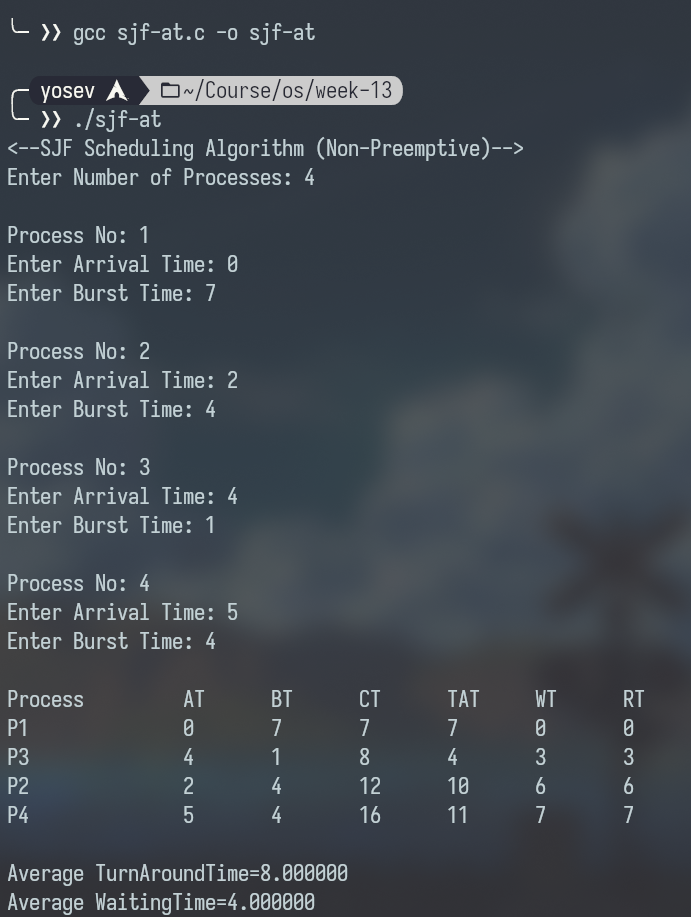 ❯❯ gcc sjf-at.c -o sjf-at
yosev ~/Course/os/week-13
❯❯ ./sjf-at
<--SJF Scheduling Algorithm (Non-Preemptive)-->
Enter Number of Processes: 4
Process No: 1
Enter Arrival Time: 0
Enter Burst Time: 7
Process No: 2
Enter Arrival Time: 2
Enter Burst Time: 4
Process No: 3
Enter Arrival Time: 4
Enter Burst Time: 1
Process No: 4
Enter Arrival Time: 5
Enter Burst Time: 4
Process AT BT CT TAT WT RT
P1 0 7 7 7 0 0
P3 4 1 8 4 3 3
P2 2 4 12 10 6 6
P4 5 4 16 11 7 7
Average TurnAroundTime=8.000000
Average WaitingTime=4.000000